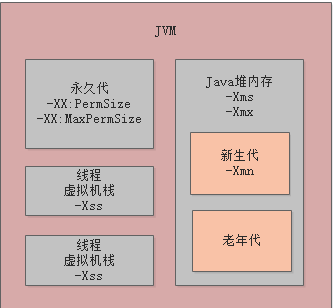 JVM
永久代
-XX:PermSize
-XX:MaxPermSize
线程
虚拟机栈
-Xss
线程
虚拟机栈
-Xss
Java堆内存
-Xms
-Xmx
新生代
-Xmn
老年代